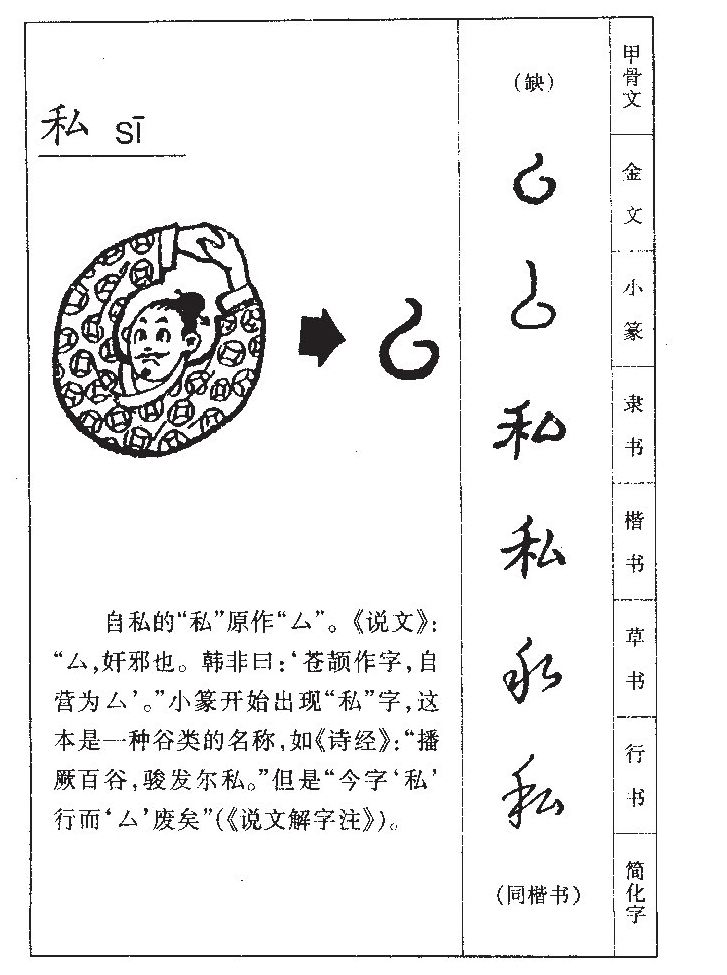 私 sī
自私的“私”原作“厶”。《说文》:
“厶,奸邪也。韩非曰:‘苍颉作字,自
营为厶’。”小篆开始出现“私”字,这
本是一种谷类的名称,如《诗经》:“播
厥百谷,骏发尔私。”但是“今字‘私’
行而‘厶’废矣”(《说文解字注》)。
(缺)
厶
厶
私
私
私
私
(同楷书)
甲骨文
金文
小篆
隶书
楷书
草书
行书
简化字